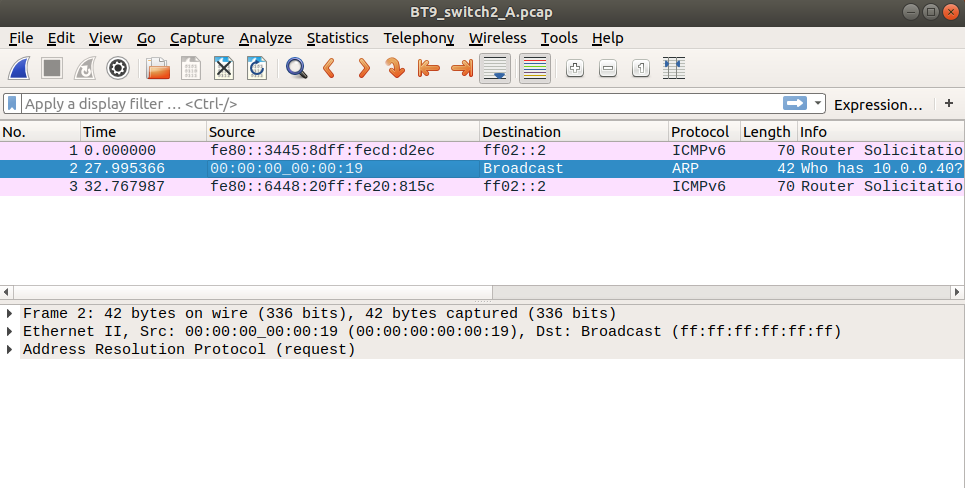 BT9_switch2_A.pcap
File Edit View Go Capture Analyze Statistics Telephony Wireless Tools Help
Apply a display filter … <Ctrl-/> Expression… +
No. Time Source Destination Protocol Length Info
1 0.000000 fe80::3445:8dff:fecd:d2ec ff02::2 ICMPv6 70 Router Solicitatio
2 27.995366 00:00:00_00:00:19 Broadcast ARP 42 Who has 10.0.0.40?
3 32.767987 fe80::6448:20ff:fe20:815c ff02::2 ICMPv6 70 Router Solicitatio
Frame 2: 42 bytes on wire (336 bits), 42 bytes captured (336 bits)
Ethernet II, Src: 00:00:00_00:00:19 (00:00:00:00:00:19), Dst: Broadcast (ff:ff:ff:ff:ff:ff)
Address Resolution Protocol (request)